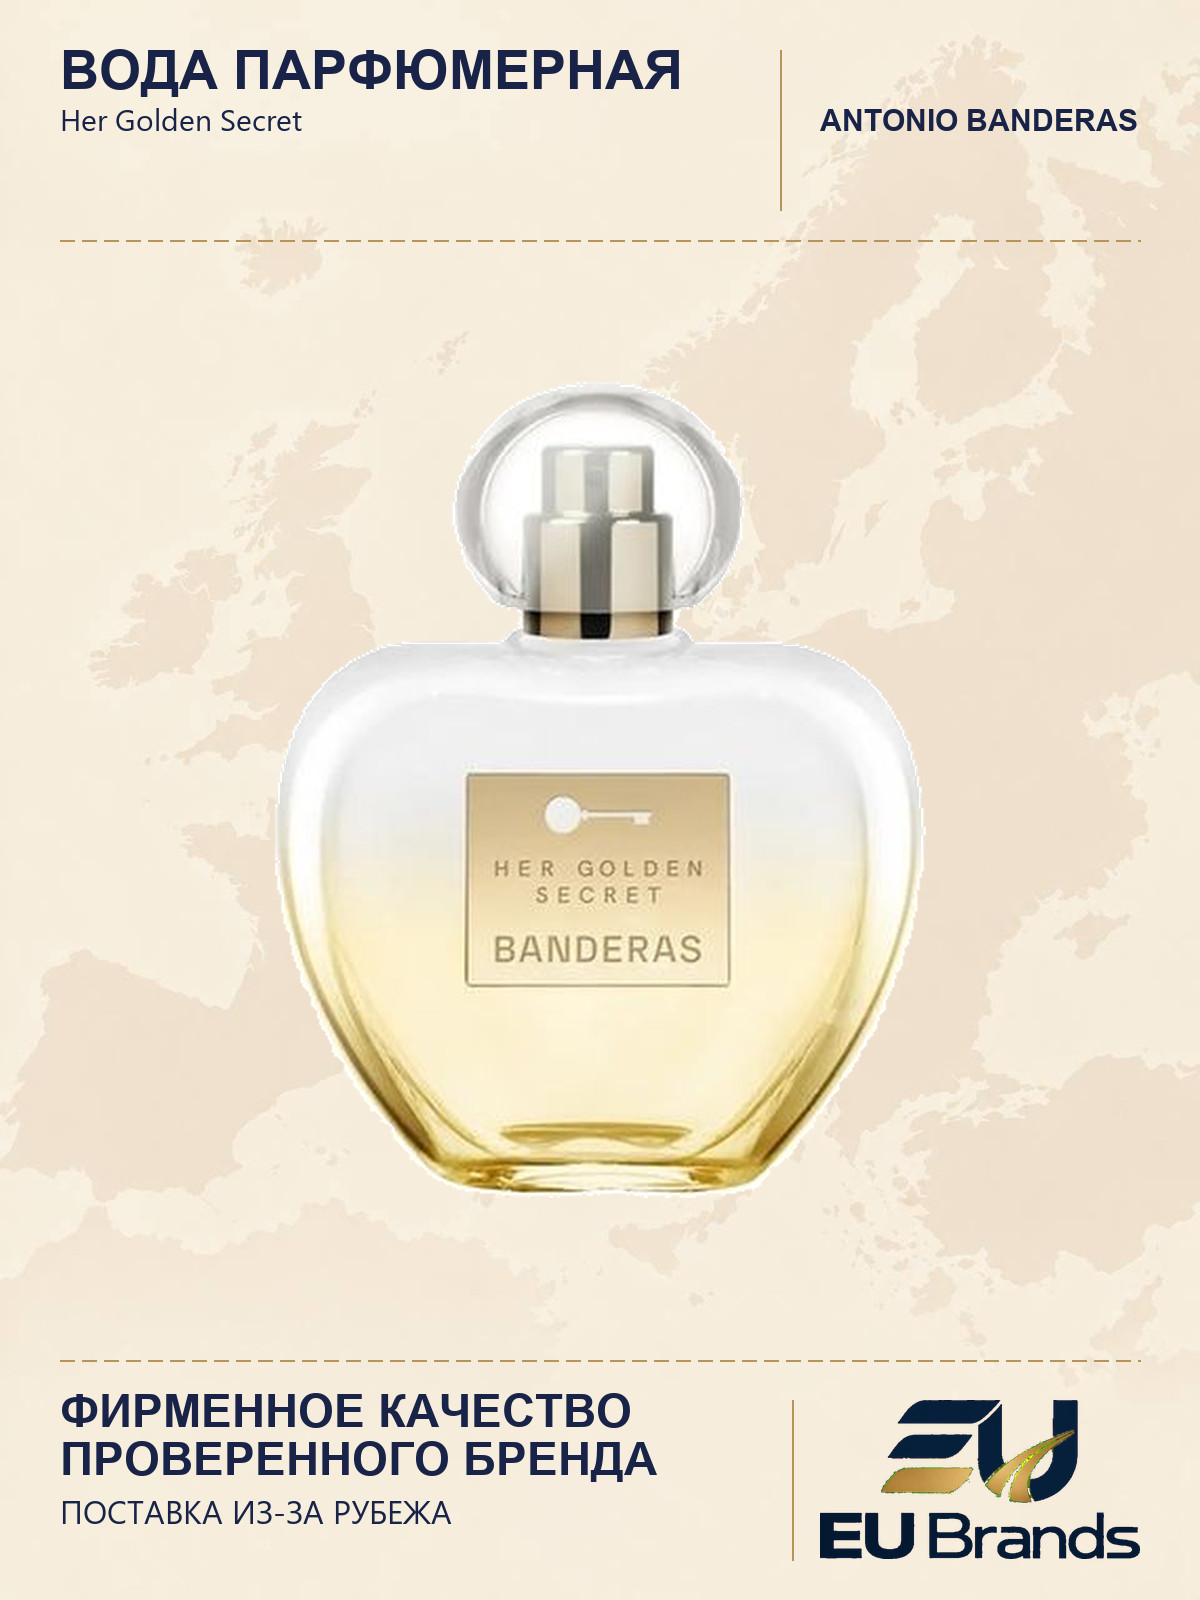 ВОДА ПАРФЮМЕРНАЯ
Her Golden Secret
ANTONIO BANDERAS
HER GOLDEN
SECRET
BANDERAS
ФИРМЕННОЕ КАЧЕСТВО
ПРОВЕРЕННОГО БРЕНДА
ПОСТАВКА ИЗ-ЗА РУБЕЖА
EU
EU Brands